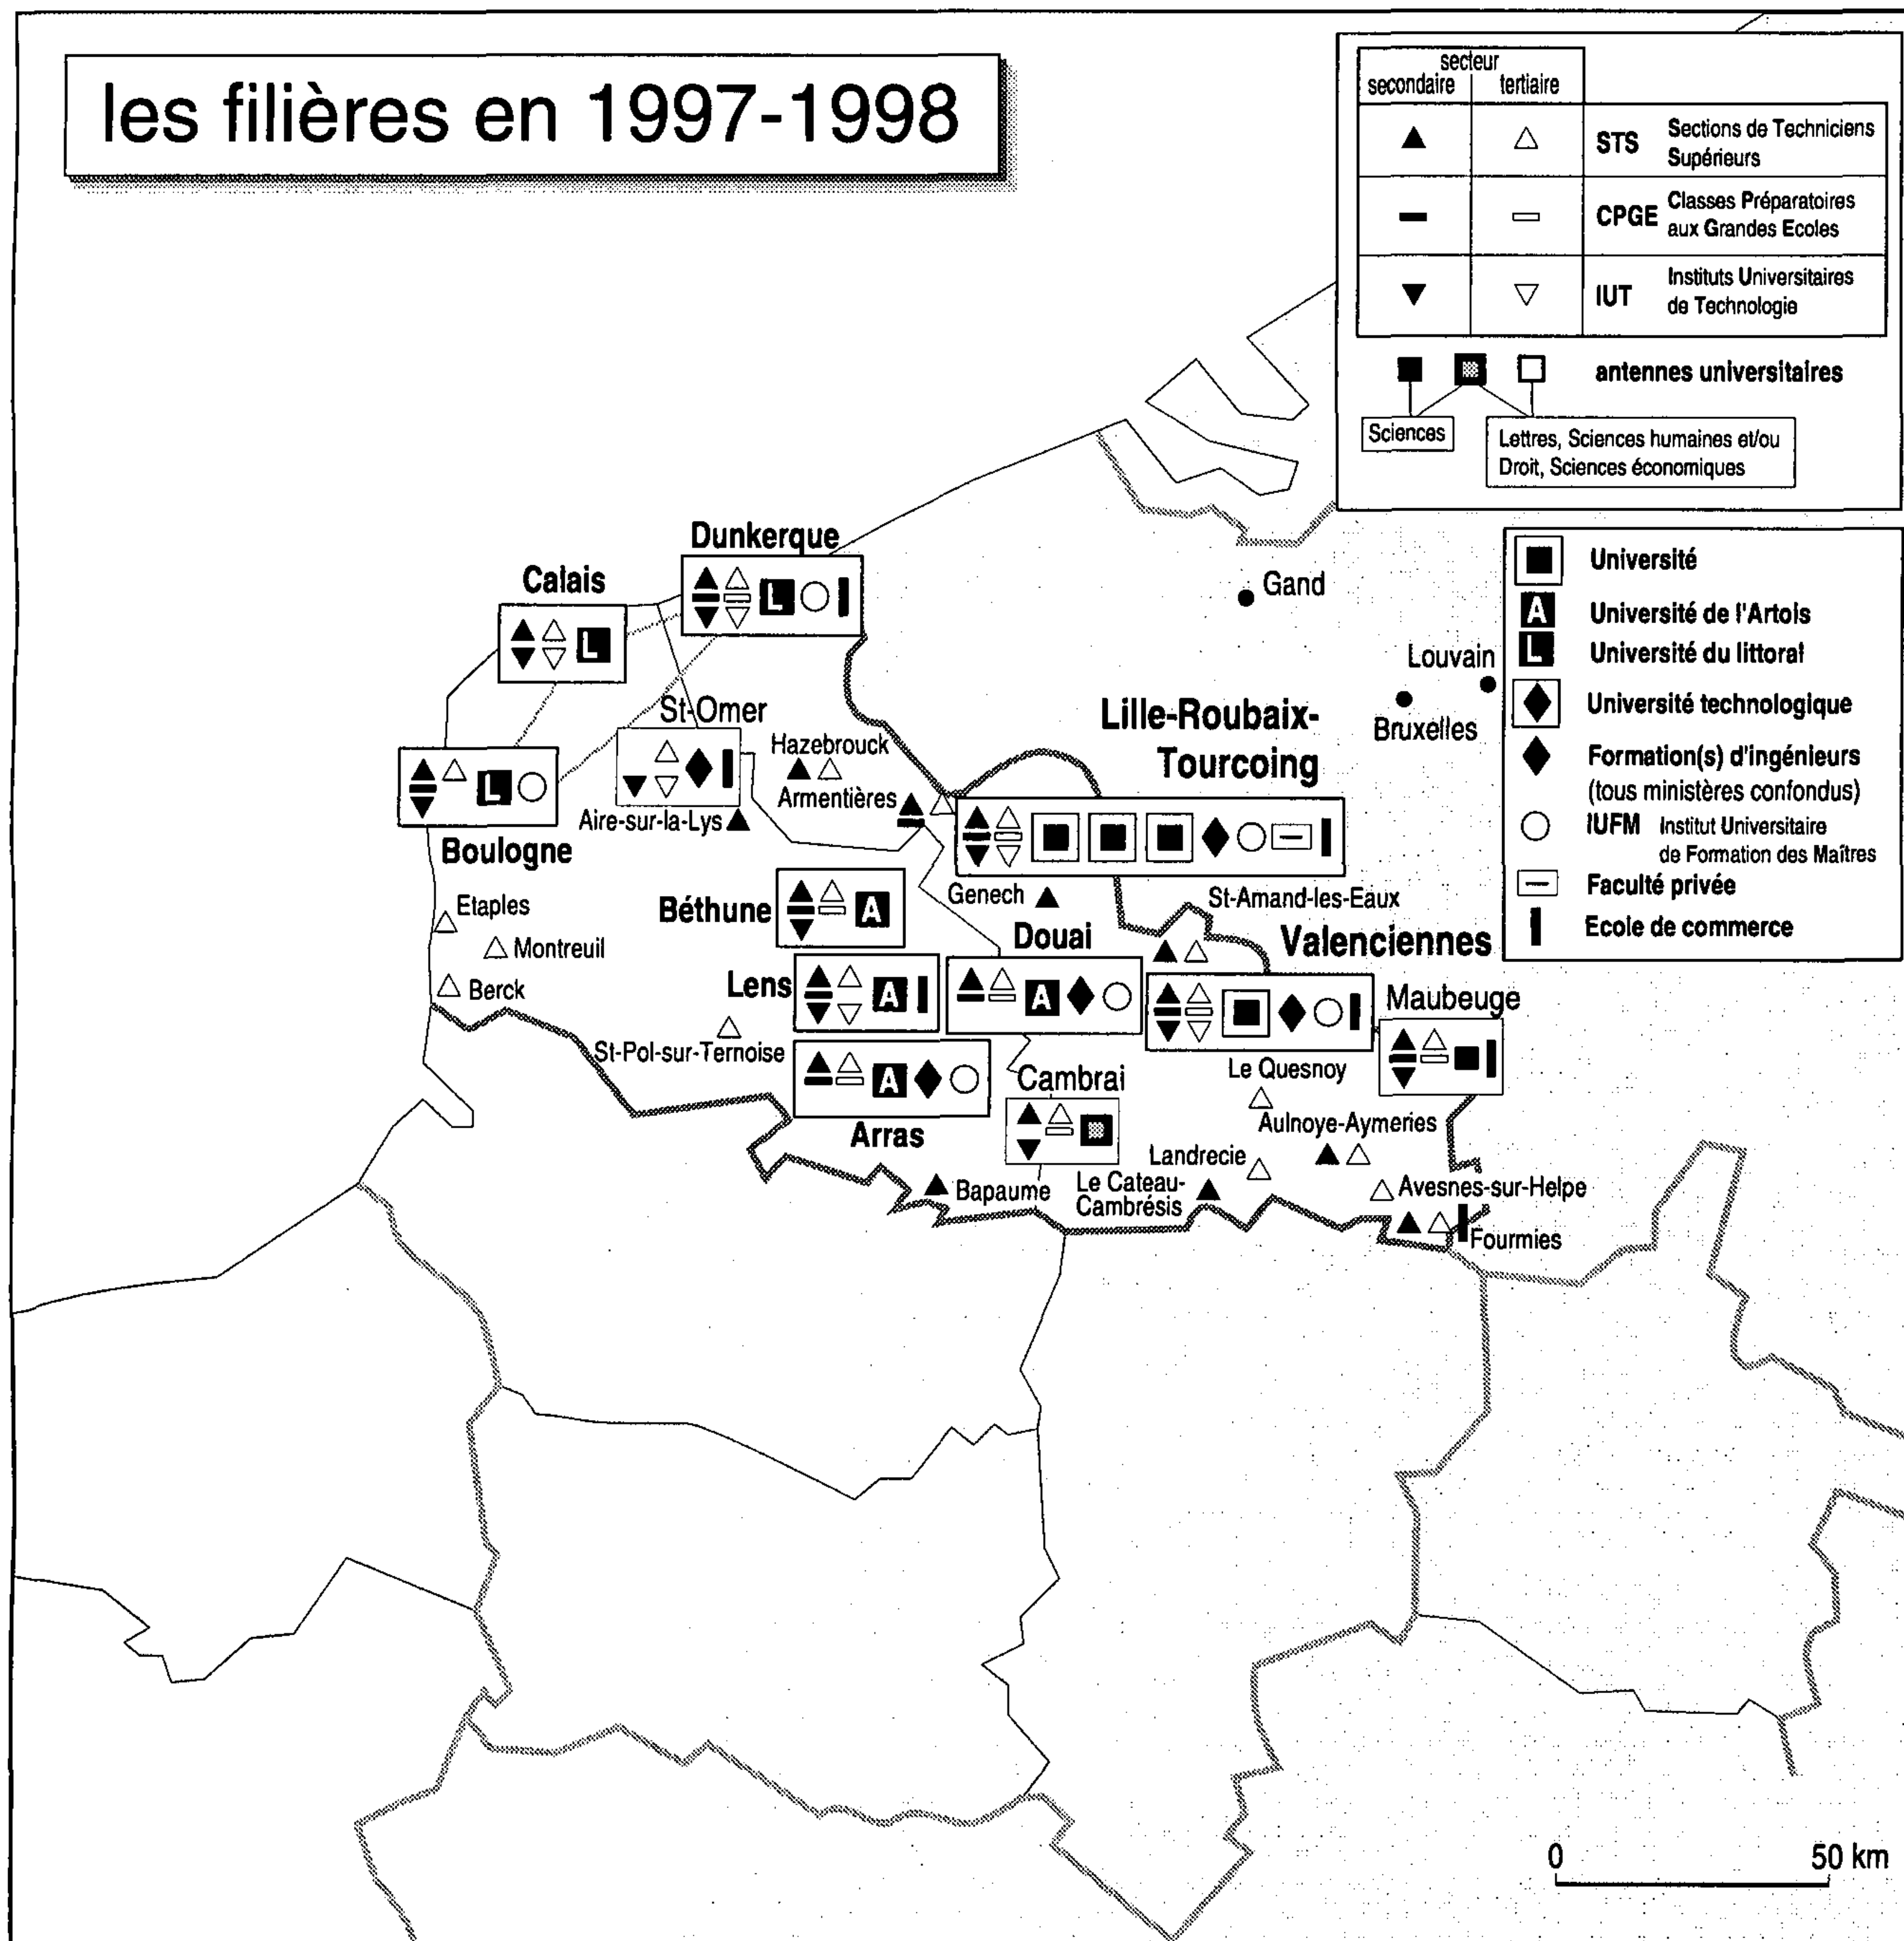 les filières en 1997-1998
secteur
secondaire tertiaire
STS Sections de Techniciens
Supérieurs
CPGE Classes Préparatoires
aux Grandes Ecoles
IUT Instituts Universitaires
de Technologie
antennes universitaires
Sciences
Lettres, Sciences humaines et/ou
Droit, Sciences économiques
Université
A Université de l'Artois
L Université du littoral
Université technologique
Formation(s) d'ingénieurs
(tous ministères confondus)
IUFM Institut Universitaire
de Formation des Maîtres
Faculté privée
Ecole de commerce
Dunkerque
L
Calais
L
Gand
Louvain
Bruxelles
St-Omer
Hazebrouck
Armentières
Aire-sur-la-Lys
Lille-Roubaix-
Tourcoing
L
Boulogne
Etaples
Montreuil
Berck
Béthune
A
Genech
St-Amand-les-Eaux
Douai
A
Valenciennes
Lens
A
Maubeuge
St-Pol-sur-Ternoise
A
Arras
Cambrai
Le Quesnoy
Aulnoye-Aymeries
Landrecie
Bapaume
Le Cateau-
Cambrésis
Avesnes-sur-Helpe
Fourmies
0 50 km